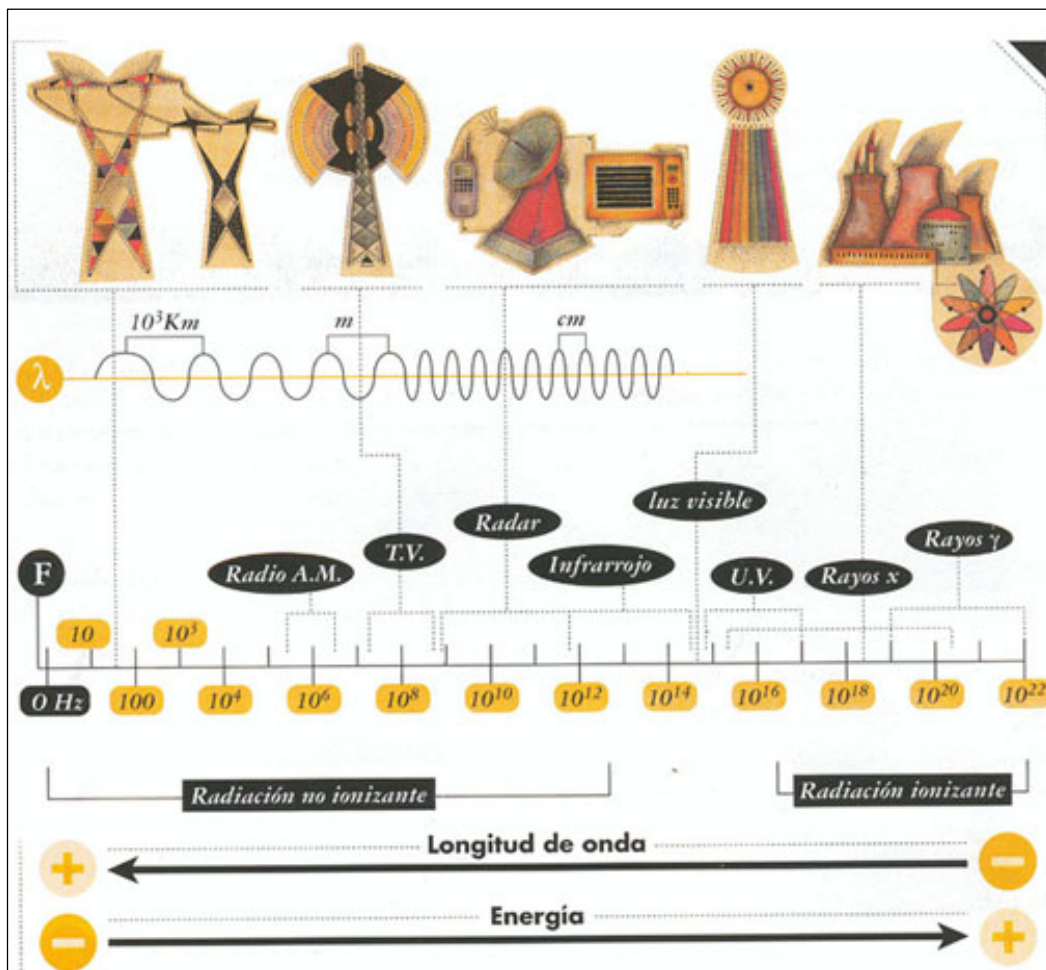 10³Km
m
cm
λ
luz visible
Radar
T.V.
Infrarrojo
Radio A.M.
Rayos γ
U.V.
Rayos x
F
10
10³
0 Hz
100
10⁴
10⁶
10⁸
10¹⁰
10¹²
10¹⁴
10¹⁶
10¹⁸
10²⁰
10²²
Radiación no ionizante
Radiación ionizante
Longitud de onda
+
−
Energía
−
+